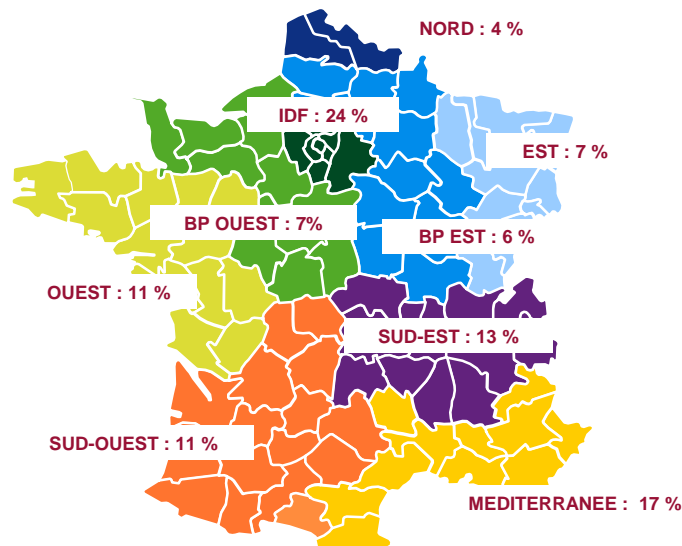 NORD : 4 %
IDF : 24 %
EST : 7 %
BP OUEST : 7%
BP EST : 6 %
OUEST : 11 %
SUD-EST : 13 %
SUD-OUEST : 11 %
MEDITERRANEE : 17 %